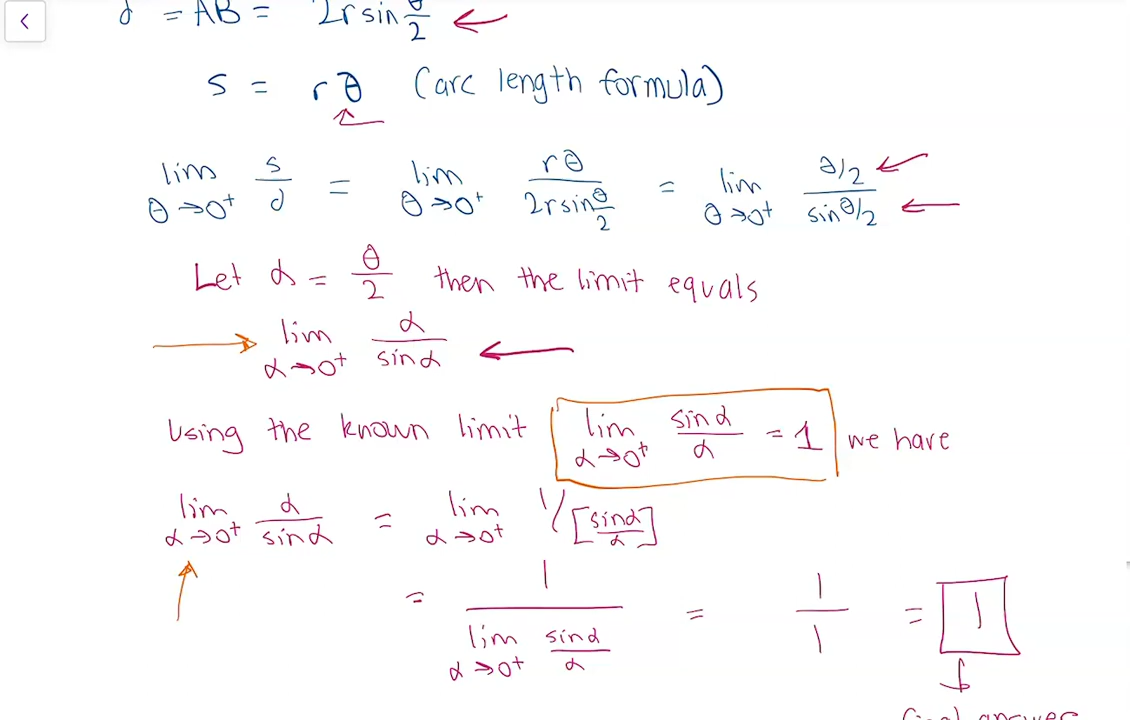 d = AB = 2r sin θ/2
s = rθ (arc length formula)
lim θ→0⁺ s/d = lim θ→0⁺ rθ / 2r sin θ/2 = lim θ→0⁺ θ/2 / sin θ/2
Let α = θ/2 then the limit equals
lim α→0⁺ α / sin α
Using the known limit lim α→0⁺ sin α / α = 1 we have
lim α→0⁺ α / sin α = lim α→0⁺ 1/[sin α / α]
= 1 / lim α→0⁺ sin α / α = 1/1 = 1
final answer